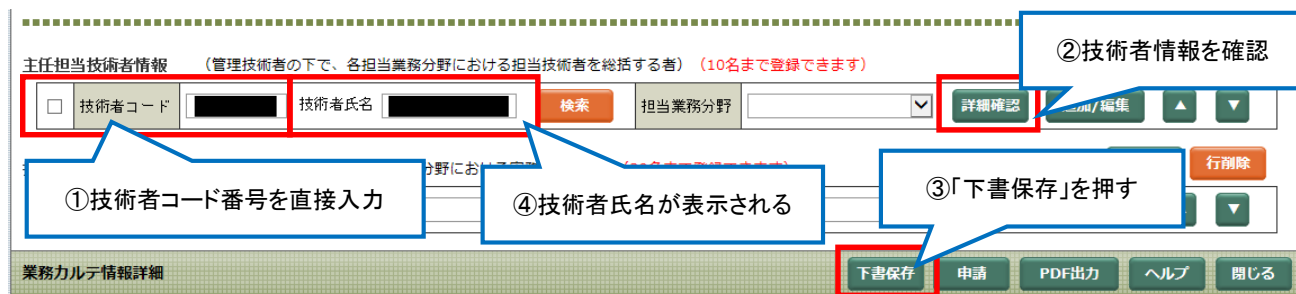 ②技術者情報を確認
主任担当技術者情報 (管理技術者の下で、各担当業務分野における担当技術者を総括する者) (10名まで登録できます)
技術者コード 技術者氏名 検索 担当業務分野 詳細確認 追加/編集 ▲ ▼
分野における
行削除
①技術者コード番号を直接入力
④技術者氏名が表示される
③「下書保存」を押す
▼
業務カルテ情報詳細 下書保存 申請 PDF出力 ヘルプ 閉じる